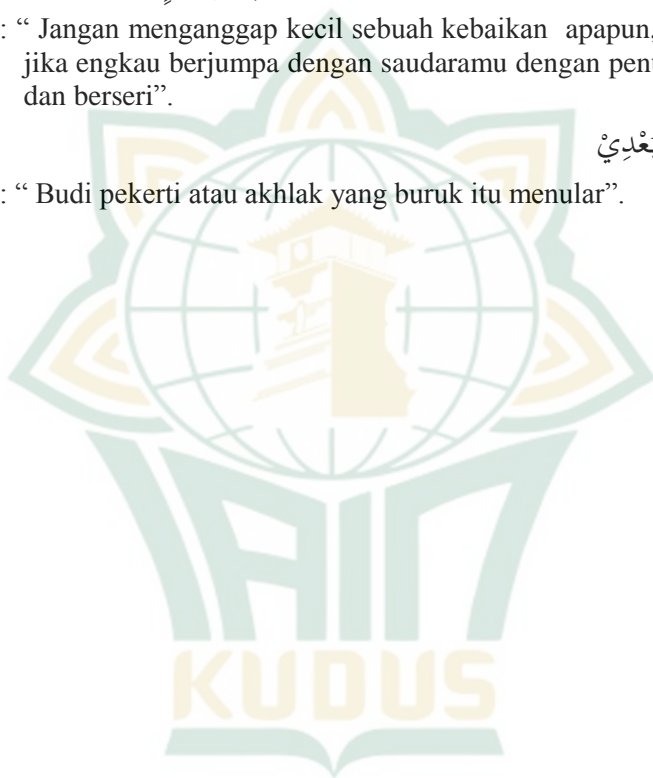 : “ Jangan menganggap kecil sebuah kebaikan apapun,
jika engkau berjumpa dengan saudaramu dengan
dan berseri”.
: “ Budi pekerti atau akhlak yang buruk itu menular”.
IAIN
KUDUS